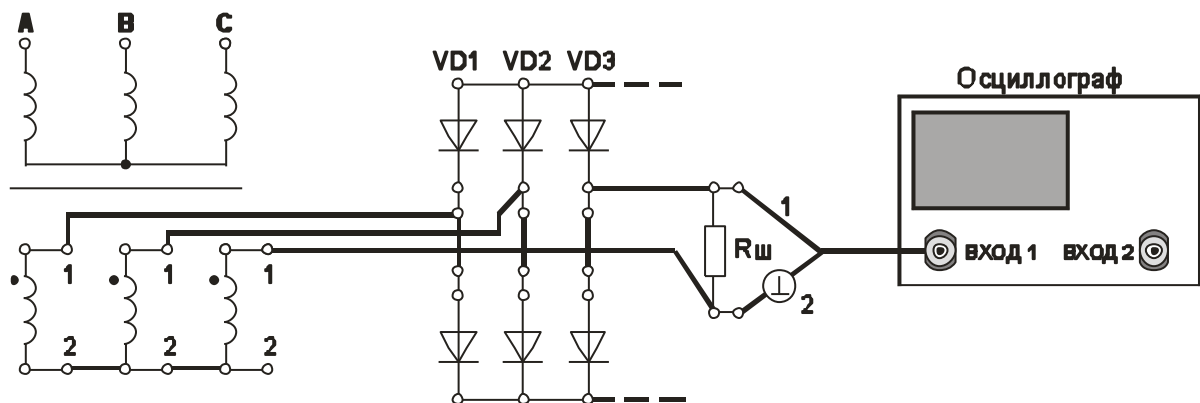 A B C
VD1 VD2 VD3
Осциллограф
1
RШ
ВХОД 1 ВХОД 2
1 1 1
2
2 2 2